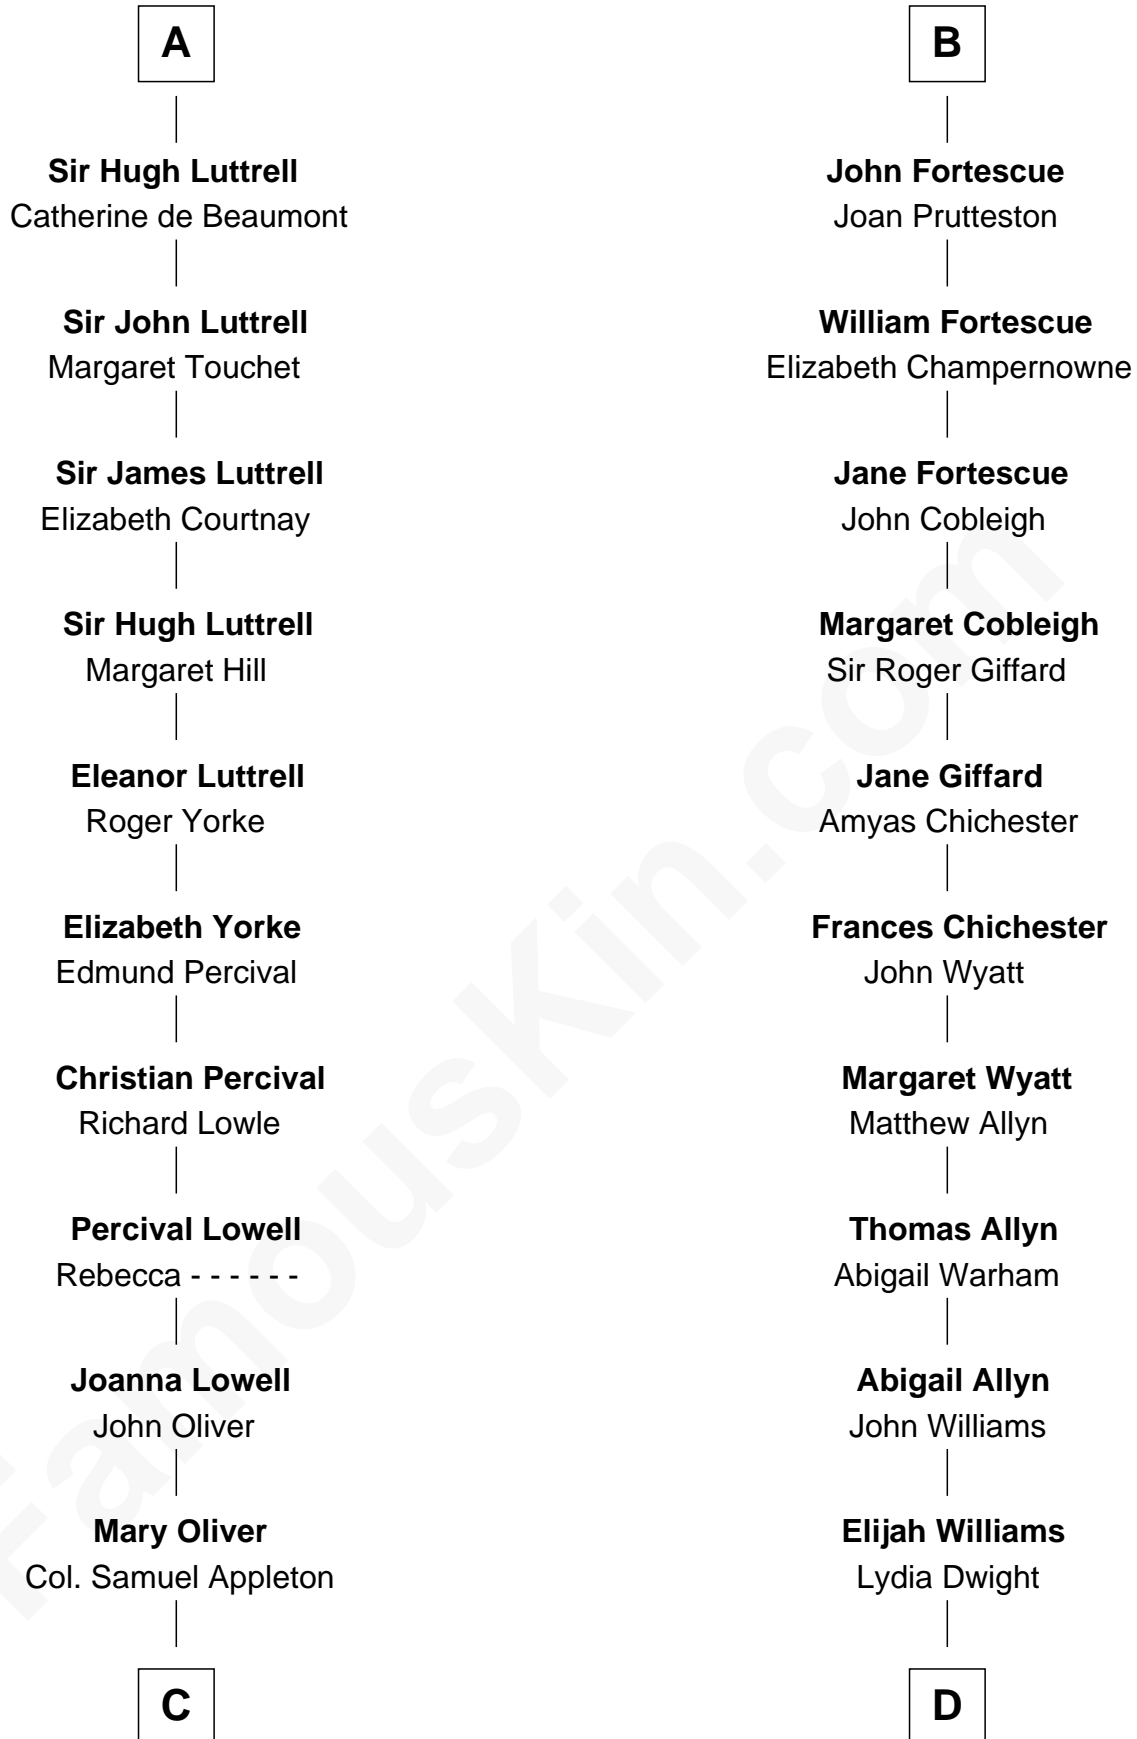 A
Sir Hugh Luttrell
Catherine de Beaumont
Sir John Luttrell
Margaret Touchet
Sir James Luttrell
Elizabeth Courtnay
Sir Hugh Luttrell
Margaret Hill
Eleanor Luttrell
Roger Yorke
Elizabeth Yorke
Edmund Percival
Christian Percival
Richard Lowle
Percival Lowell
Rebecca - - - - - -
Joanna Lowell
John Oliver
Mary Oliver
Col. Samuel Appleton
C
B
John Fortescue
Joan Prutteston
William Fortescue
Elizabeth Champernowne
Jane Fortescue
John Cobleigh
Margaret Cobleigh
Sir Roger Giffard
Jane Giffard
Amyas Chichester
Frances Chichester
John Wyatt
Margaret Wyatt
Matthew Allyn
Thomas Allyn
Abigail Warham
Abigail Allyn
John Williams
Elijah Williams
Lydia Dwight
D
FamousKin.com